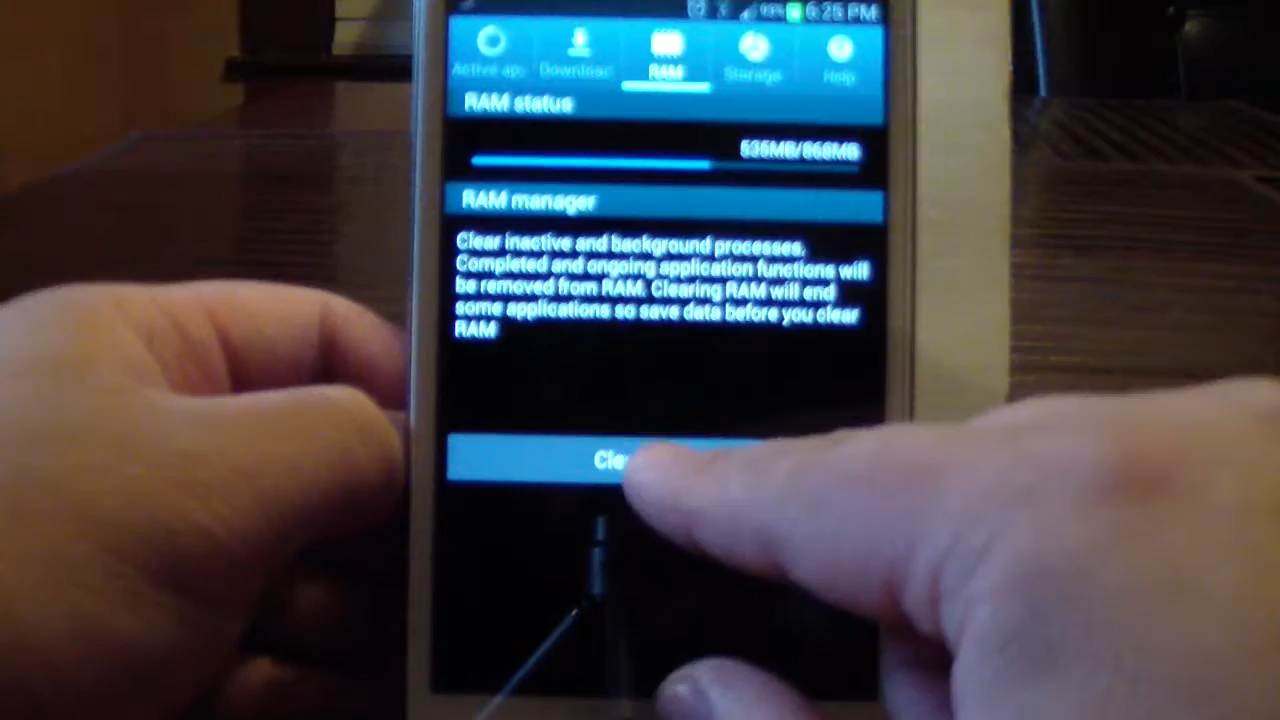 6:25 PM
Active app
Download
RAM
Storage
Help
RAM status
RAM manager
Clear inactive and background processes.
Completed and ongoing application functions will
be removed from RAM. Clearing RAM will end
some applications so save data before you clear
RAM